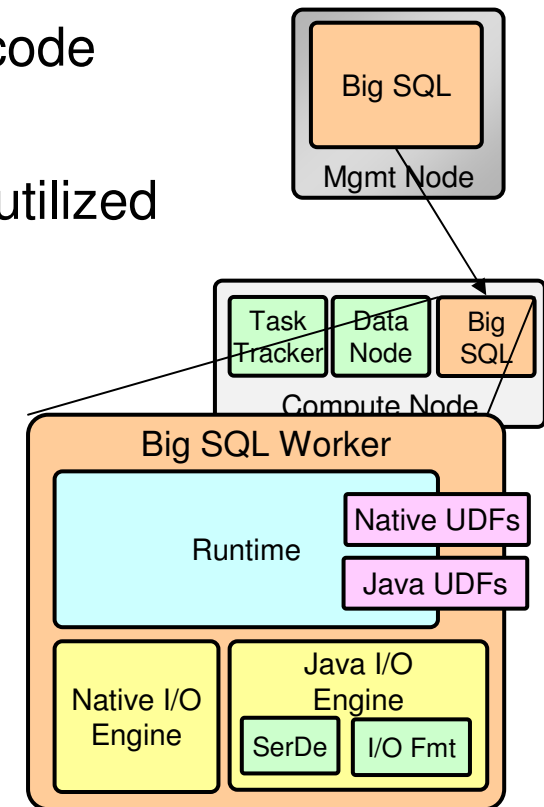 code
utilized
Big SQL
Mgmt Node
Task
Tracker
Data
Node
Big
SQL
Compute Node
Big SQL Worker
Runtime
Native UDFs
Java UDFs
Native I/O
Engine
Java I/O
Engine
SerDe
I/O Fmt